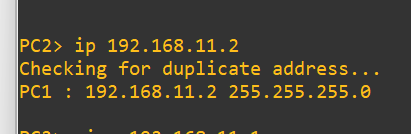 PC2> ip 192.168.11.2
Checking for duplicate address...
PC1 : 192.168.11.2 255.255.255.0